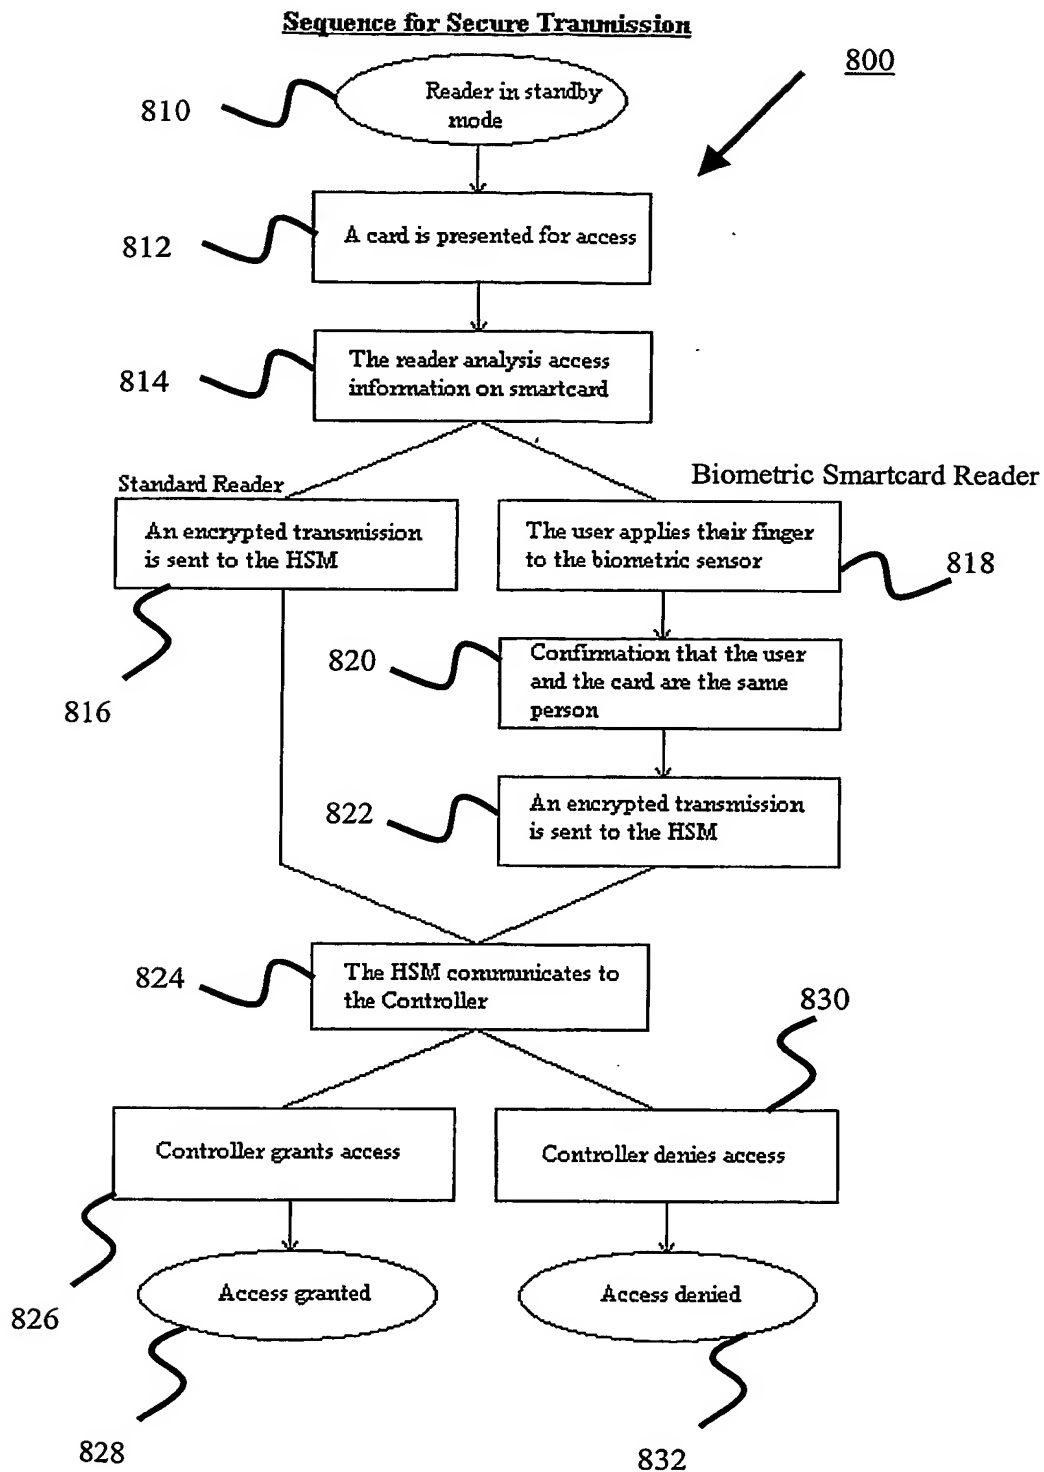 Sequence for Secure Tranmission
800
810
Reader in standby
mode
812
A card is presented for access
814
The reader analysis access
information on smartcard
Standard Reader
Biometric Smartcard Reader
An encrypted transmission
is sent to the HSM
The user applies their finger
to the biometric sensor
818
816
820
Confirmation that the user
and the card are the same
person
822
An encrypted transmission
is sent to the HSM
824
The HSM communicates to
the Controller
830
Controller grants access
Controller denies access
826
Access granted
Access denied
828
832